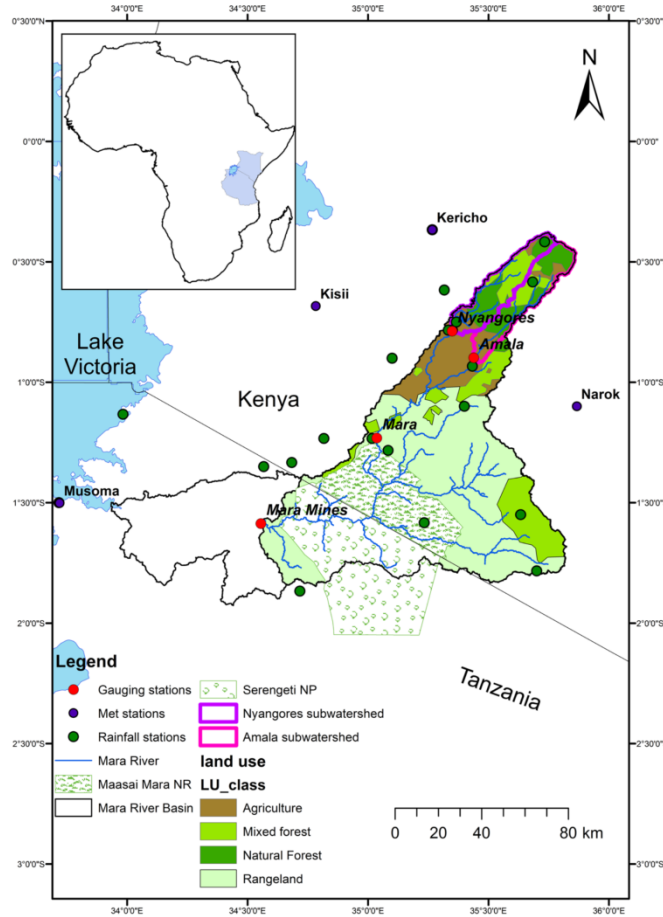 34°0'0"E 34°30'0"E 35°0'0"E 35°30'0"E 36°0'0"E
0°30'0"N 0°30'0"N
N
0°0'0" 0°0'0"
Kericho
0°30'0"S 0°30'0"S
Kisii
Nyangores
Lake
Victoria
Amala
1°0'0"S 1°0'0"S
Kenya
Narok
Mara
Musoma
1°30'0"S 1°30'0"S
Mara Mines
2°0'0"S 2°0'0"S
Tanzania
Legend
Gauging stations
Met stations
Rainfall stations
Mara River
Maasai Mara NR
Mara River Basin
Serengeti NP
Nyangores subwatershed
Amala subwatershed
land use
LU_class
Agriculture
Mixed forest
Natural Forest
Rangeland
2°30'0"S 2°30'0"S
0 20 40 60 80 km
3°0'0"S 3°0'0"S
34°0'0"E 34°30'0"E 35°0'0"E 35°30'0"E 36°0'0"E